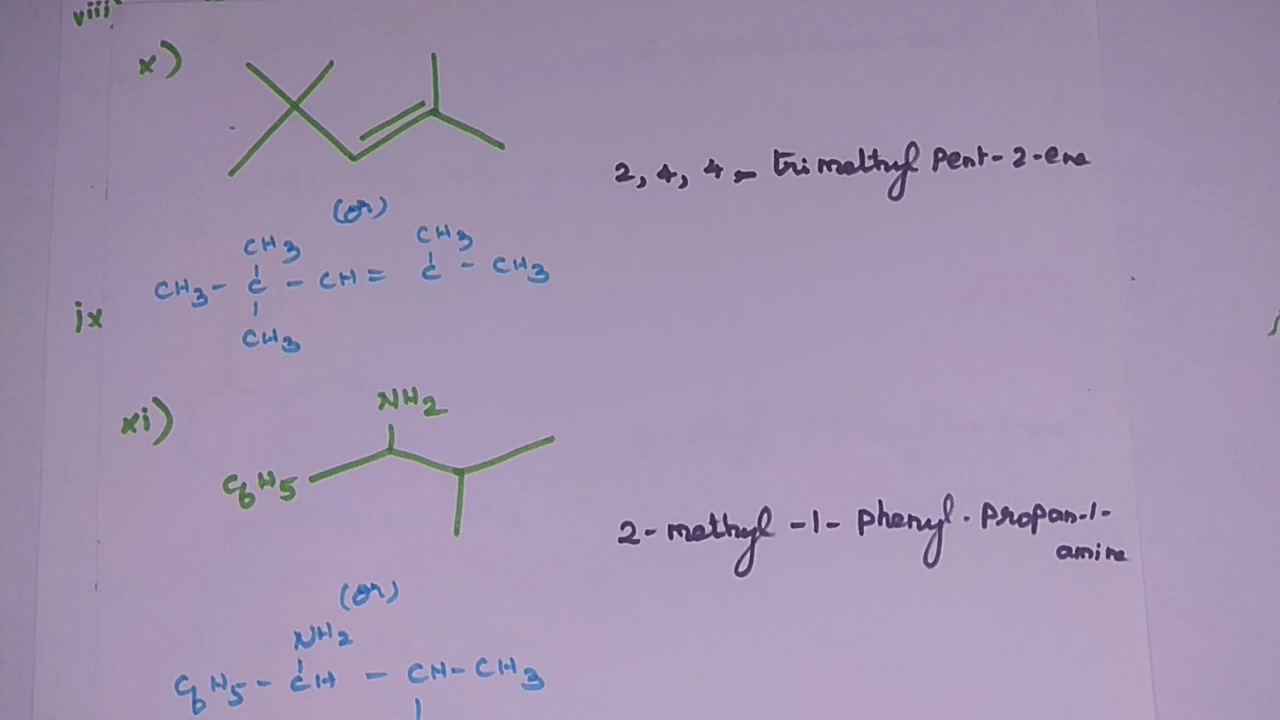 viii
x)
2, 4, 4 - trimethyl pent-2-ene
(or)
CH3 CH3
CH3 - C - CH = C - CH3
CH3
ix
xi)
NH2
C6H5
2-methyl -1- phenyl. propan-1-
amine
(or)
NH2
C6H5 - CH - CH - CH3